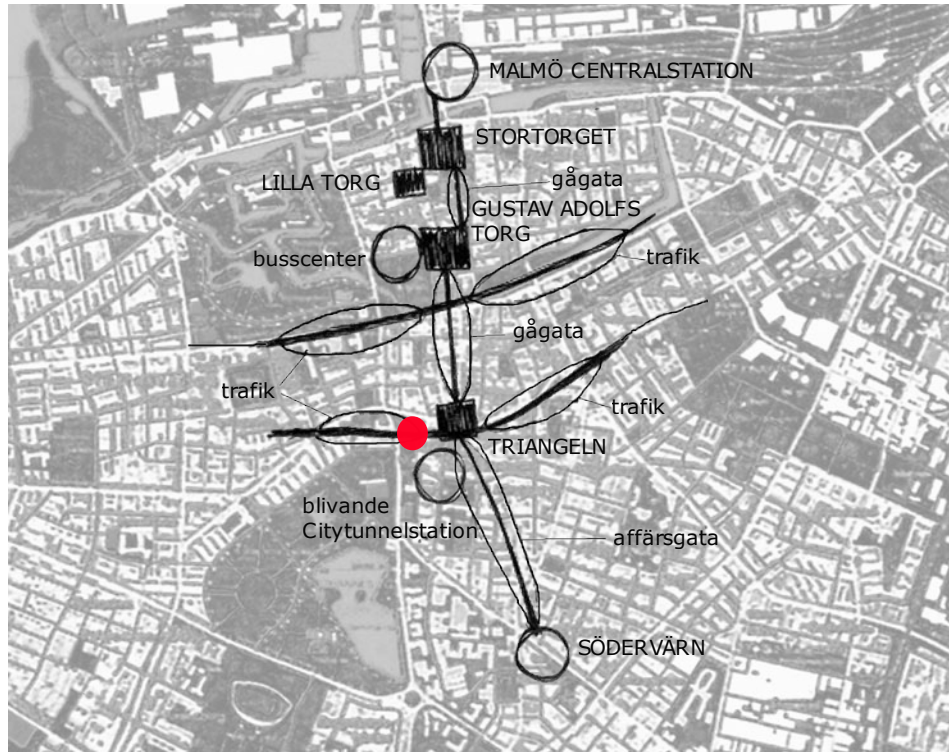 MALMÖ CENTRALSTATION
STORTORGET
LILLA TORG
gågata
GUSTAV ADOLFS
TORG
busscenter
trafik
gågata
trafik
trafik
TRIANGELN
blivande
Citytunnelstation
affärsgata
SÖDERVÄRN